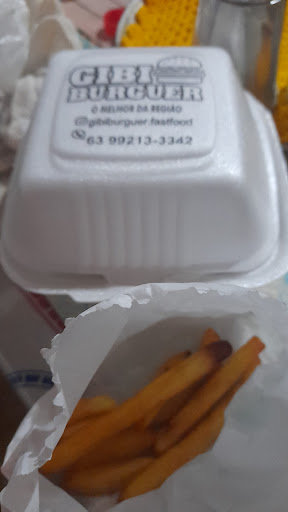 GIBI
BURGUER
O MELHOR DA REGIÃO
gibiburguer.fastfood
63 99213-3342